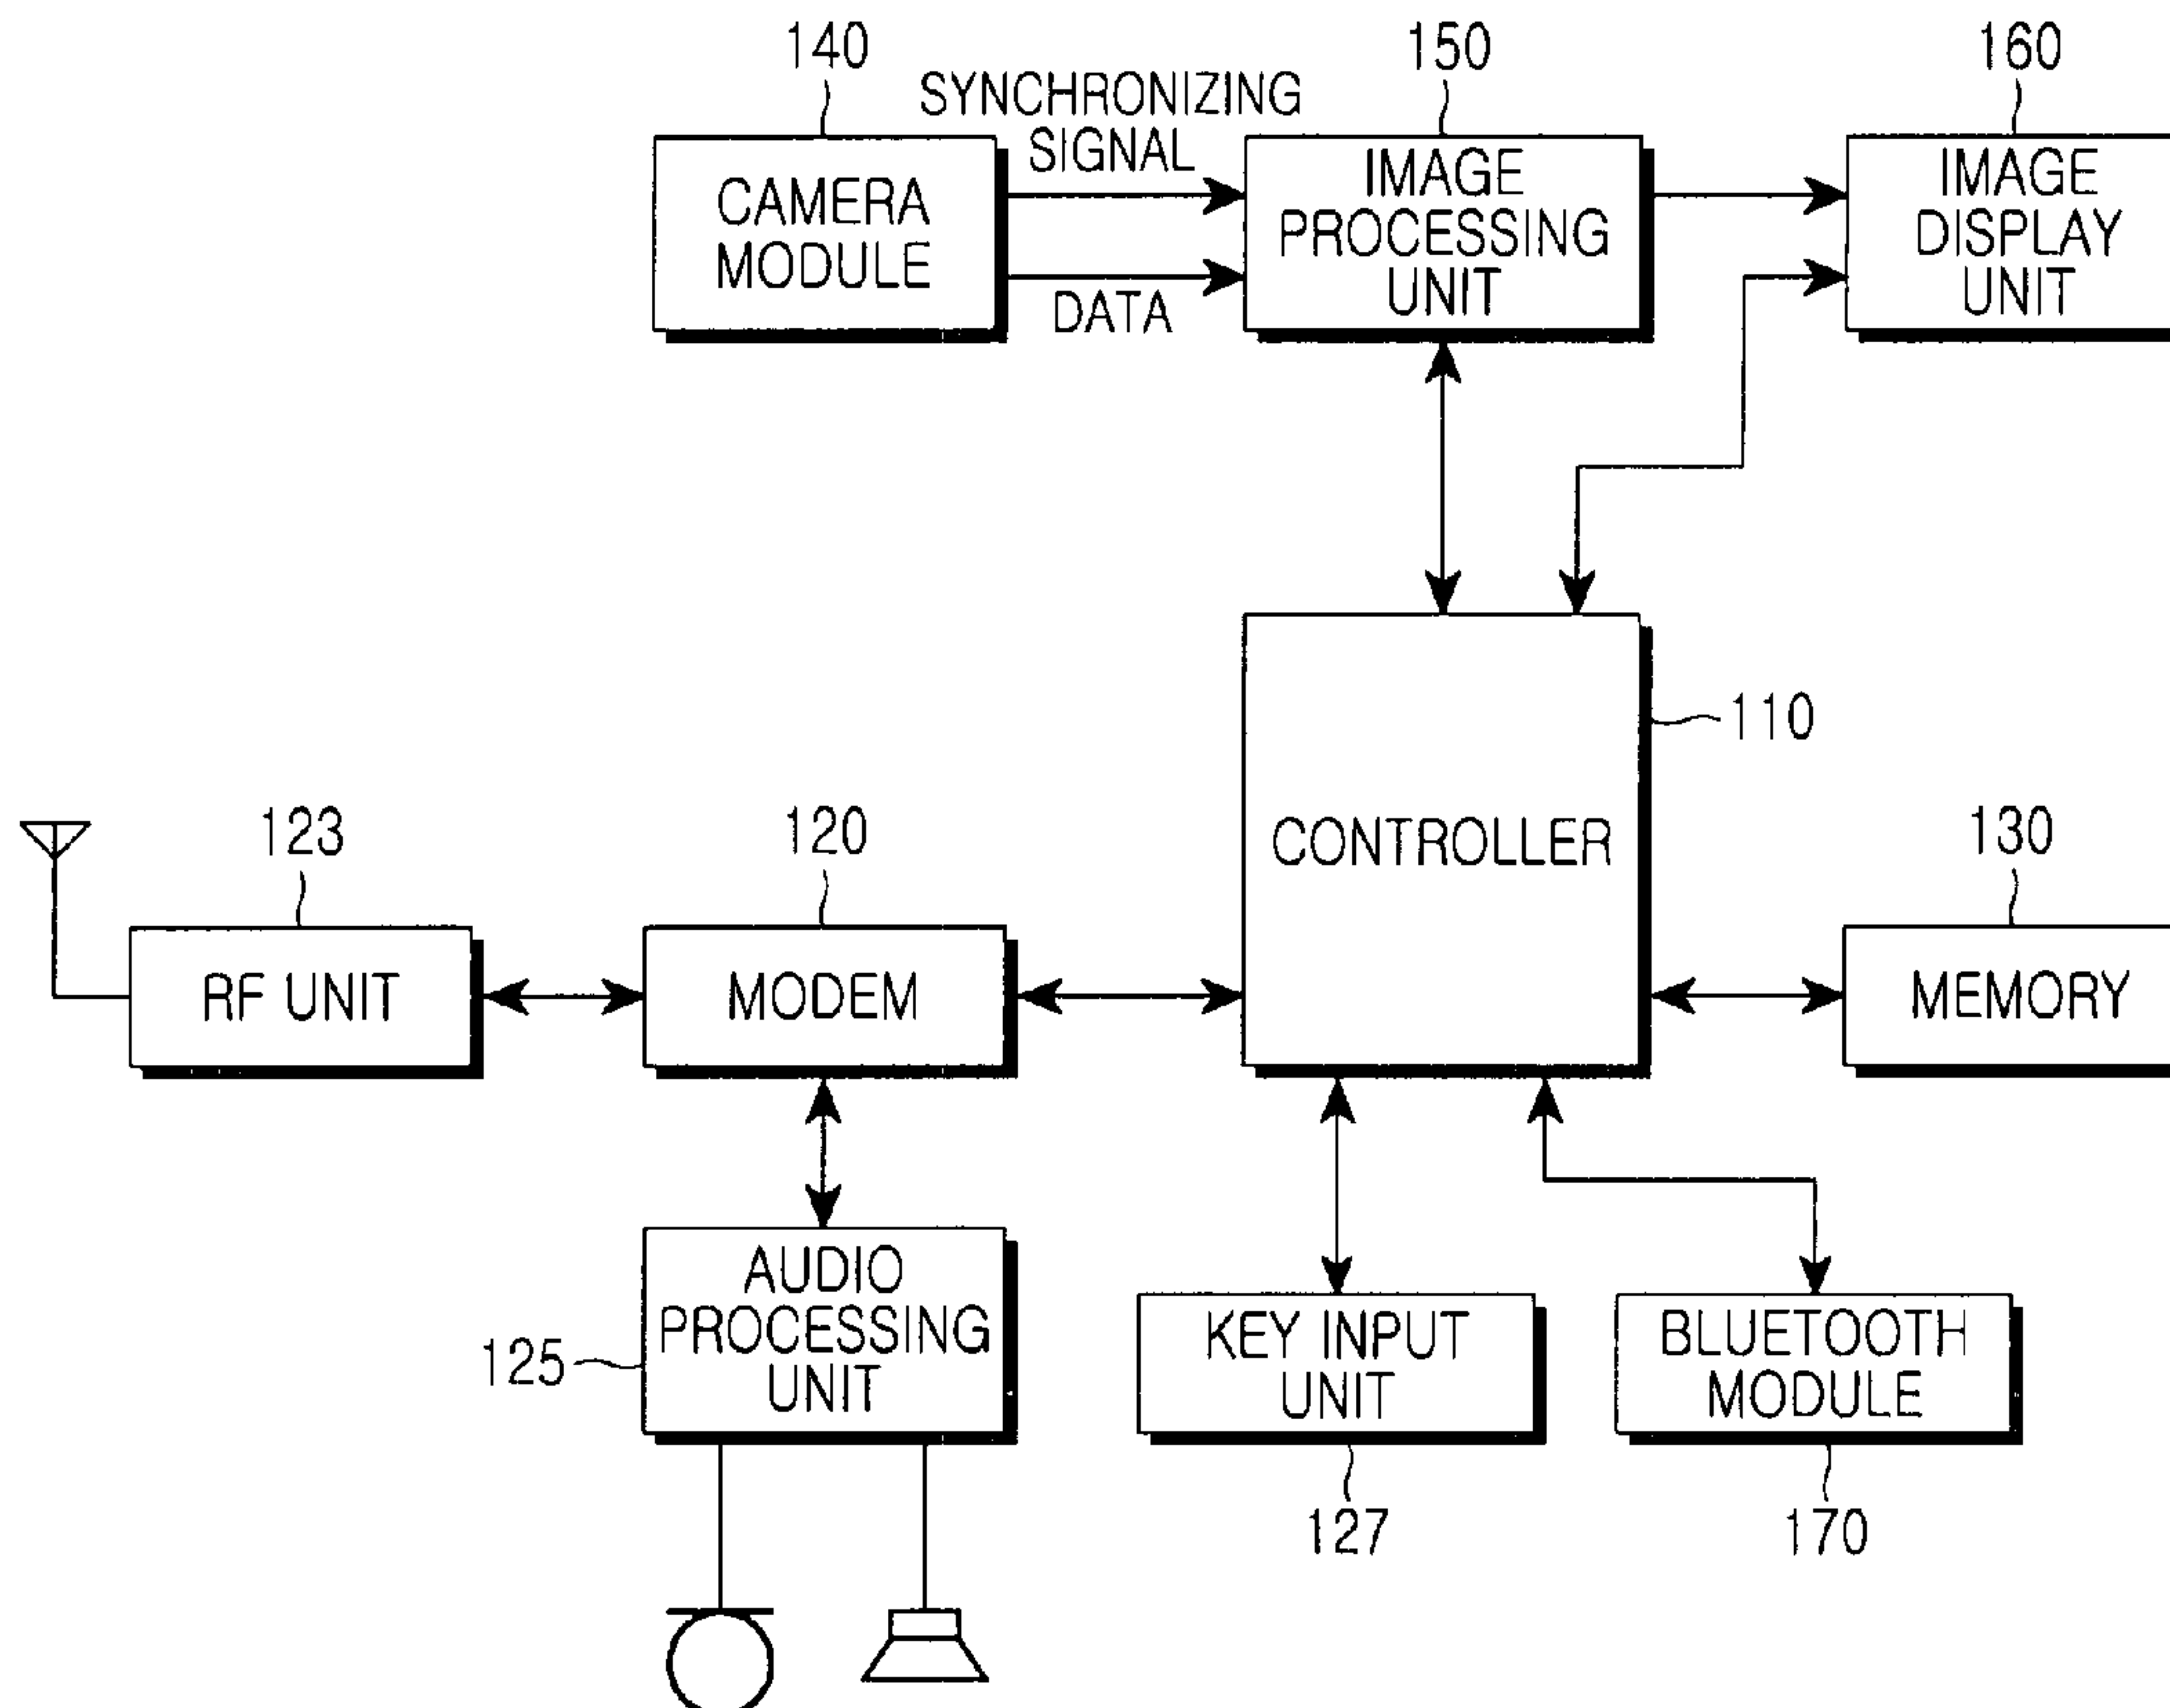 140
150
160
SYNCHRONIZING
SIGNAL
CAMERA
MODULE
DATA
IMAGE
PROCESSING
UNIT
IMAGE
DISPLAY
UNIT
110
CONTROLLER
123
120
130
RF UNIT
MODEM
MEMORY
AUDIO
PROCESSING
UNIT
125
KEY INPUT
UNIT
BLUETOOTH
MODULE
127
170